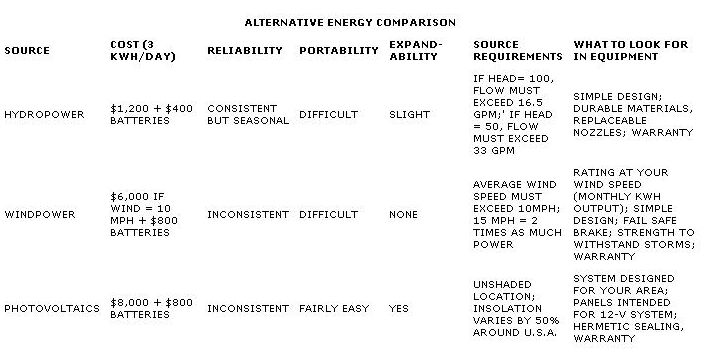 ALTERNATIVE ENERGY COMPARISON
SOURCE
COST (3
KWH/DAY)
RELIABILITY
PORTABILITY
EXPAND-
ABILITY
SOURCE
REQUIREMENTS
WHAT TO LOOK FOR
IN EQUIPMENT
HYDROPOWER
$1,200 + $400
BATTERIES
CONSISTENT
BUT SEASONAL
DIFFICULT
SLIGHT
IF HEAD= 100,
FLOW MUST
EXCEED 16.5
GPM;' IF HEAD
= 50, FLOW
MUST EXCEED
33 GPM
SIMPLE DESIGN;
DURABLE MATERIALS,
REPLACEABLE
NOZZLES; WARRANTY
WINDPOWER
$6,000 IF
WIND = 10
MPH + $800
BATTERIES
INCONSISTENT
DIFFICULT
NONE
AVERAGE WIND
SPEED MUST
EXCEED 10MPH;
15 MPH = 2
TIMES AS MUCH
POWER
RATING AT YOUR
WIND SPEED
(MONTHLY KWH
OUTPUT); SIMPLE
DESIGN; FAIL SAFE
BRAKE; STRENGTH TO
WITHSTAND STORMS;
WARRANTY
PHOTOVOLTAICS
$8,000 + $800
BATTERIES
INCONSISTENT
FAIRLY EASY
YES
UNSHADED
LOCATION;
INSOLATION
VARIES BY 50%
AROUND U.S.A.
SYSTEM DESIGNED
FOR YOUR AREA;
PANELS INTENDED
FOR 12-V SYSTEM;
HERMETIC SEALING,
WARRANTY